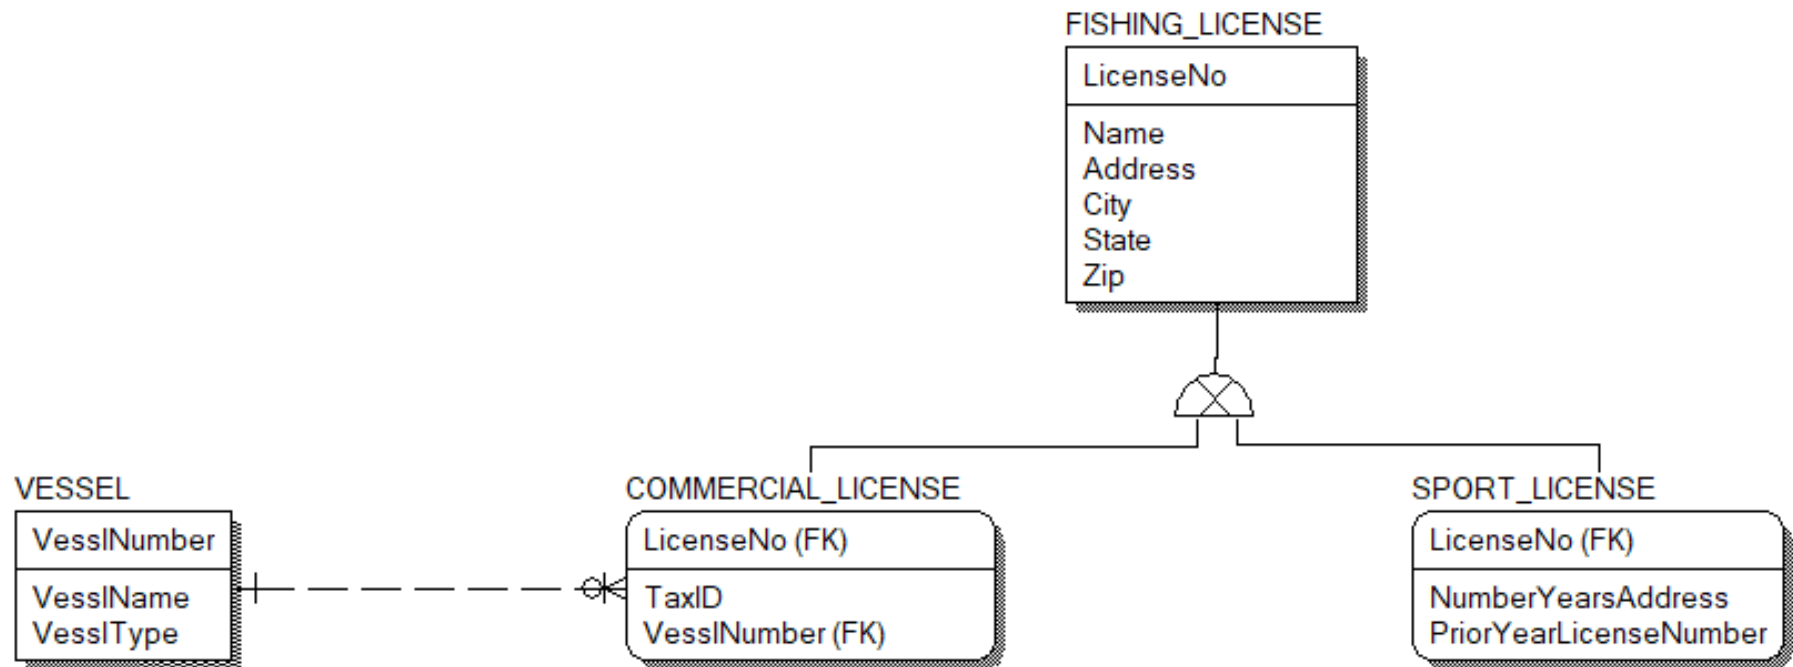 FISHING_LICENSE
LicenseNo
Name
Address
City
State
Zip
VESSEL
VesslNumber
VesslName
VesslType
COMMERCIAL_LICENSE
LicenseNo (FK)
TaxID
VesslNumber (FK)
SPORT_LICENSE
LicenseNo (FK)
NumberYearsAddress
PriorYearLicenseNumber